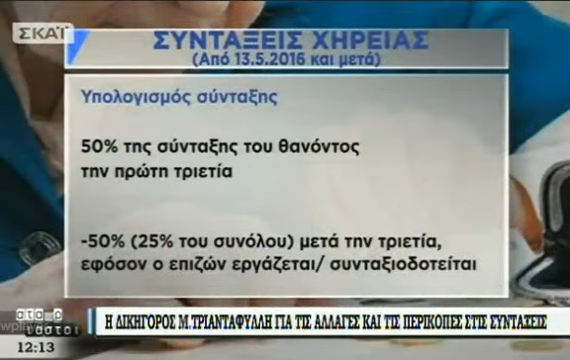 ΣΚΑΪ
ΣΥΝΤΑΞΕΙΣ ΧΗΡΕΙΑΣ
(Από 13.5.2016 και μετά)
Υπολογισμός σύνταξης
50% της σύνταξης του θανόντος
την πρώτη τριετία
-50% (25% του συνόλου) μετά την τριετία,
εφόσον ο επιζών εργάζεται/ συνταξιοδοτείται
Η ΔΙΚΗΓΟΡΟΣ Μ.ΤΡΙΑΝΤΑΦΥΛΛΗ ΓΙΑ ΤΙΣ ΑΛΛΑΓΕΣ ΚΑΙ ΤΙΣ ΠΕΡΙΚΟΠΕΣ ΣΤΙΣ ΣΥΝΤΑΞΕΙΣ
12:13